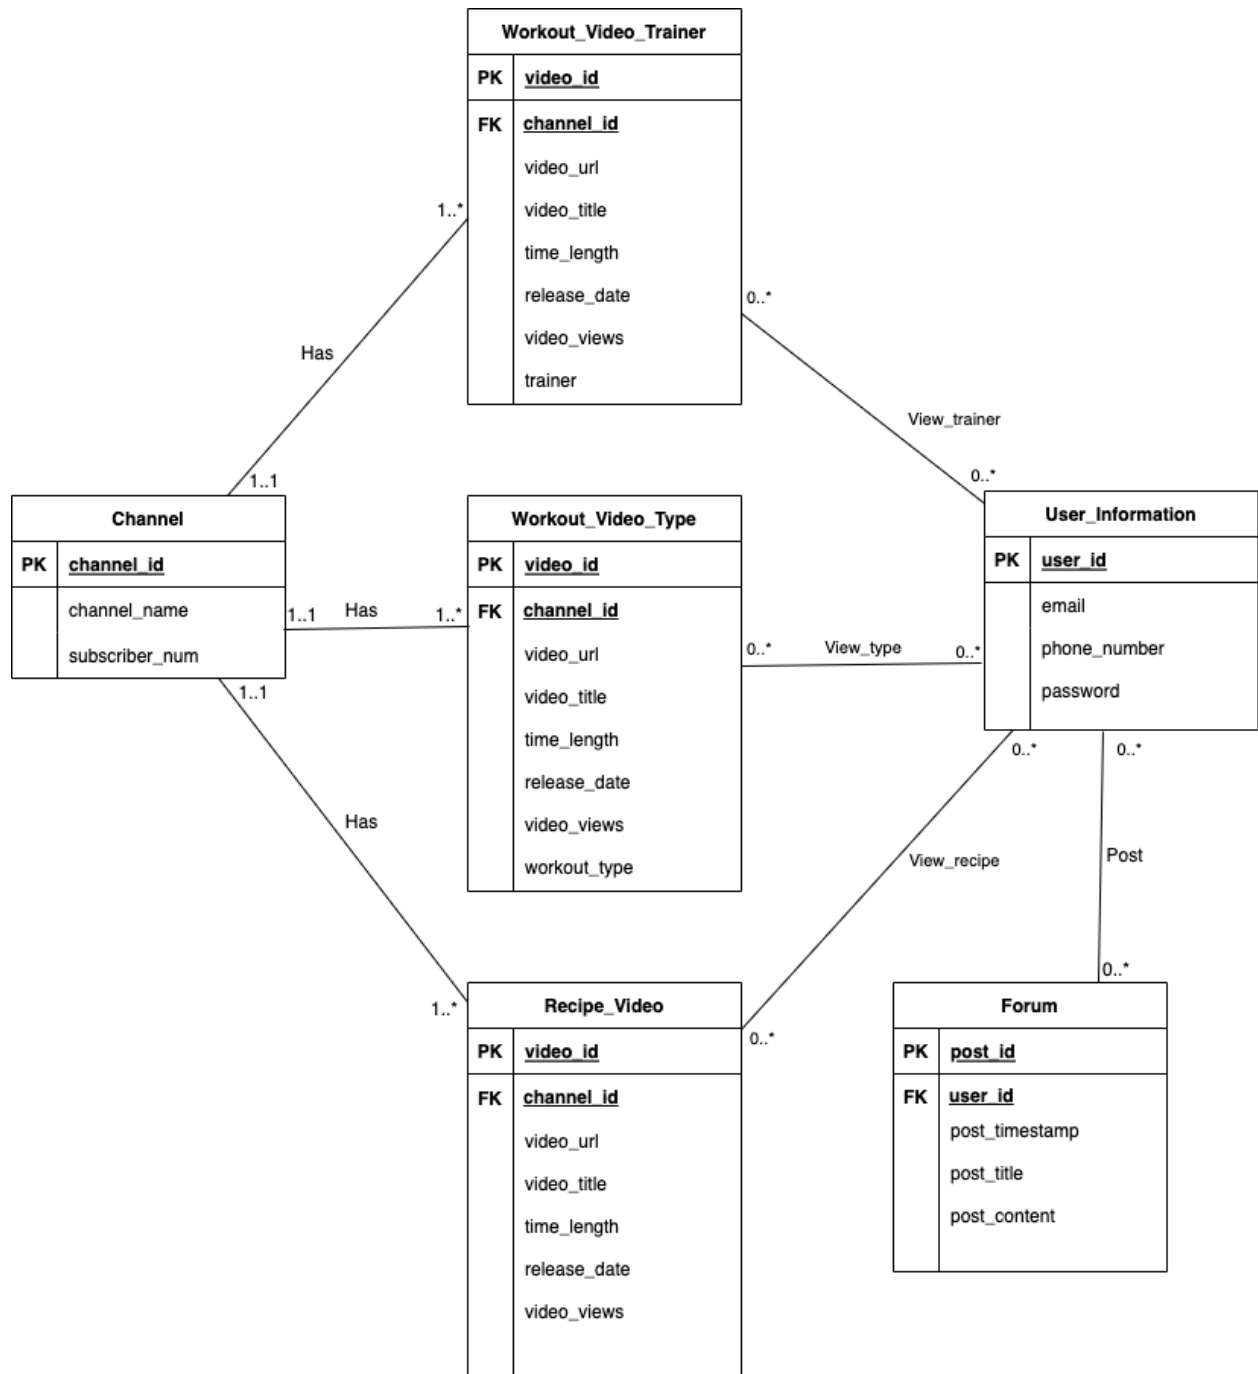 Workout_Video_Trainer
PK video_id
FK channel_id
video_url
video_title
time_length
release_date
video_views
trainer
1..*
Has
1..1
0..*
View_trainer
0..*
Channel
PK channel_id
channel_name
subscriber_num
1..1
Has
1..*
Workout_Video_Type
PK video_id
FK channel_id
video_url
video_title
time_length
release_date
video_views
workout_type
0..*
View_type
0..*
User_Information
PK user_id
email
phone_number
password
1..1
Has
1..*
0..*
View_recipe
0..*
0..*
Post
0..*
Recipe_Video
PK video_id
FK channel_id
video_url
video_title
time_length
release_date
video_views
Forum
PK post_id
FK user_id
post_timestamp
post_title
post_content